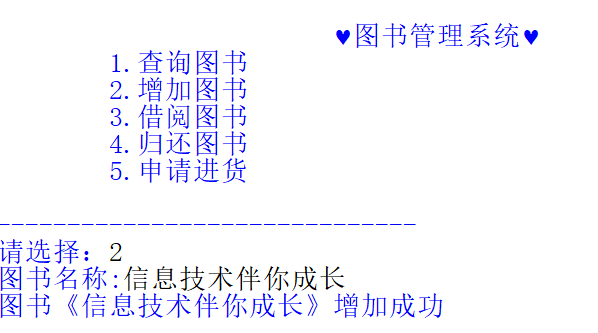 ♥图书管理系统♥
1.查询图书
2.增加图书
3.借阅图书
4.归还图书
5.申请进货
------------------------------
请选择：2
图书名称:信息技术伴你成长
图书《信息技术伴你成长》增加成功